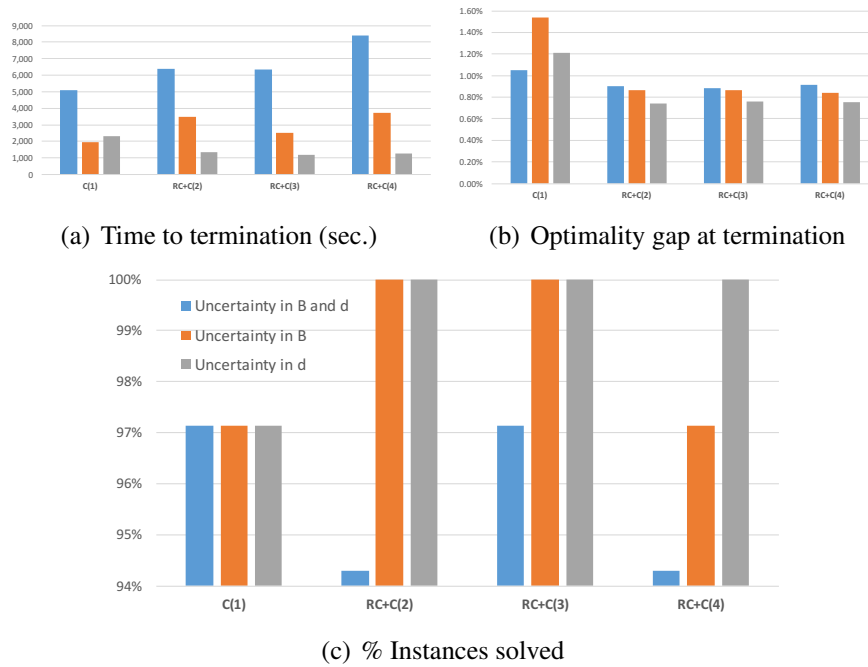 9,000
8,000
7,000
6,000
5,000
4,000
3,000
2,000
1,000
0
C(1) RC+C(2) RC+C(3) RC+C(4)
(a) Time to termination (sec.)
1.60%
1.40%
1.20%
1.00%
0.80%
0.60%
0.40%
0.20%
0.00%
C(1) RC+C(2) RC+C(3) RC+C(4)
(b) Optimality gap at termination
100%
99%
98%
97%
96%
95%
94%
Uncertainty in B and d
Uncertainty in B
Uncertainty in d
C(1) RC+C(2) RC+C(3) RC+C(4)
(c) % Instances solved